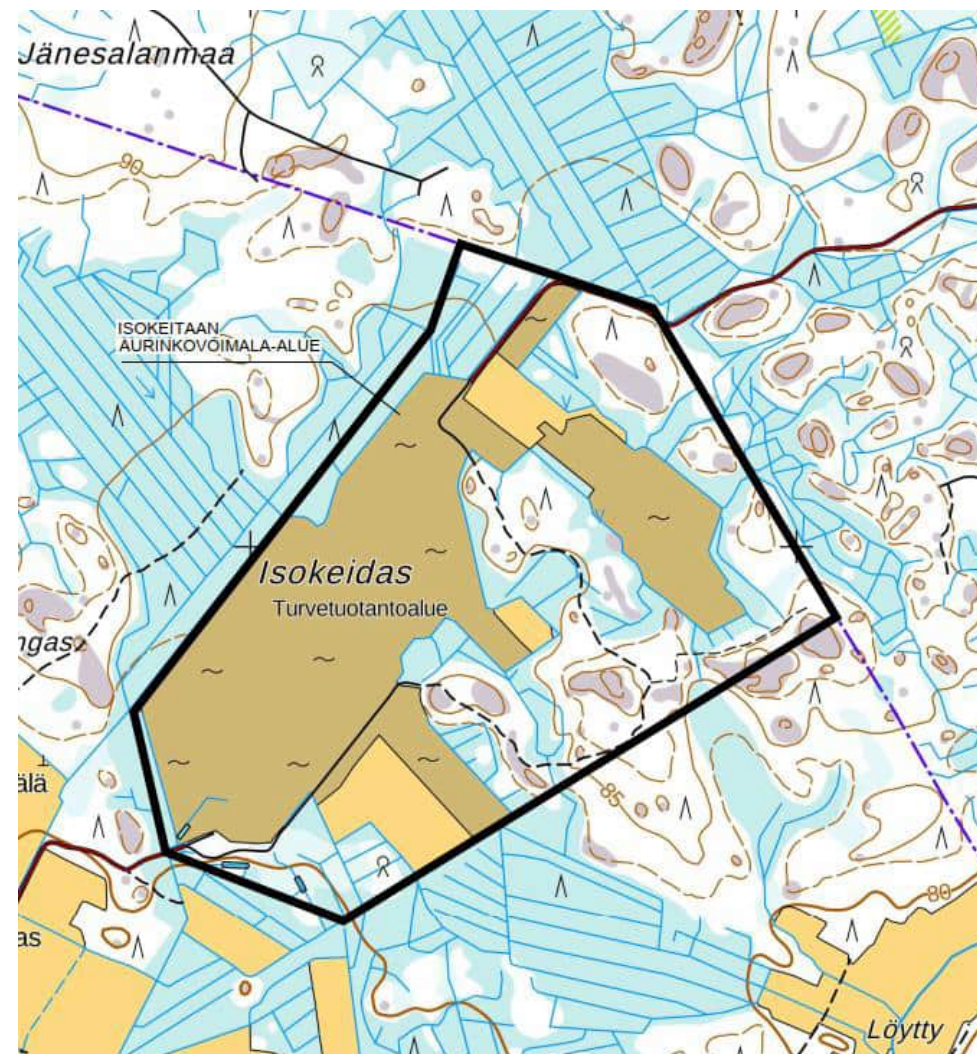 Jänesalanmaa
90
ISOKEITAAN
AURINKOVOIMALA-ALUE
Isokeidas
Turvetuotantoalue
ngas
älä
85
80
as
Löytty